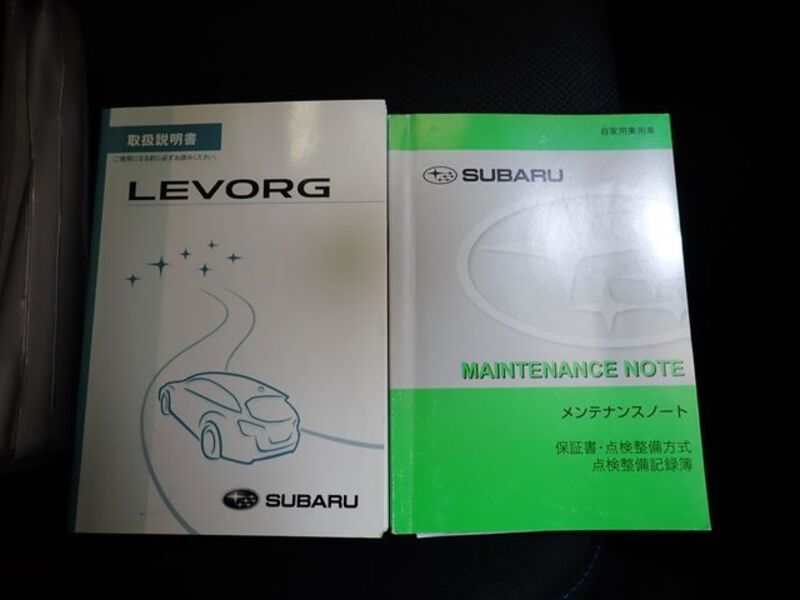 取扱説明書
ご使用になる前に必ずお読みください。
LEVORG
SUBARU
自家用乗用車
SUBARU
MAINTENANCE NOTE
メンテナンスノート
保証書・点検整備方式
点検整備記録簿